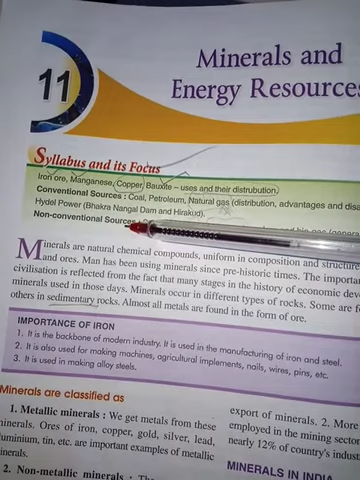 11
Minerals and
Energy Resources
Syllabus and its Focus
Iron ore, Manganese, Copper, Bauxite – uses and their distrubution.
Conventional Sources : Coal, Petroleum, Natural gas (distribution, advantages and disa
Hydel Power (Bhakra Nangal Dam and Hirakud).
Non-conventional Sources
Minerals are natural chemical compounds, uniform in composition and structure
and ores. Man has been using minerals since pre-historic times. The importan
civilisation is reflected from the fact that many stages in the history of economic deve
minerals used in those days. Minerals occur in different types of rocks. Some are f
others in sedimentary rocks. Almost all metals are found in the form of ore.
IMPORTANCE OF IRON
1. It is the backbone of modern industry. It is used in the manufacturing of iron and steel.
2. It is also used for making machines, agricultural implements, nails, wires, pins, etc.
3. It is used in making alloy steels.
Minerals are classified as
1. Metallic minerals : We get metals from these
minerals. Ores of iron, copper, gold, silver, lead,
luminium, tin, etc. are important examples of metallic
inerals.
2. Non-metallic minerals :
export of minerals. 2. More
employed in the mining sector
nearly 12% of country's indust
MINERALS IN INDIA